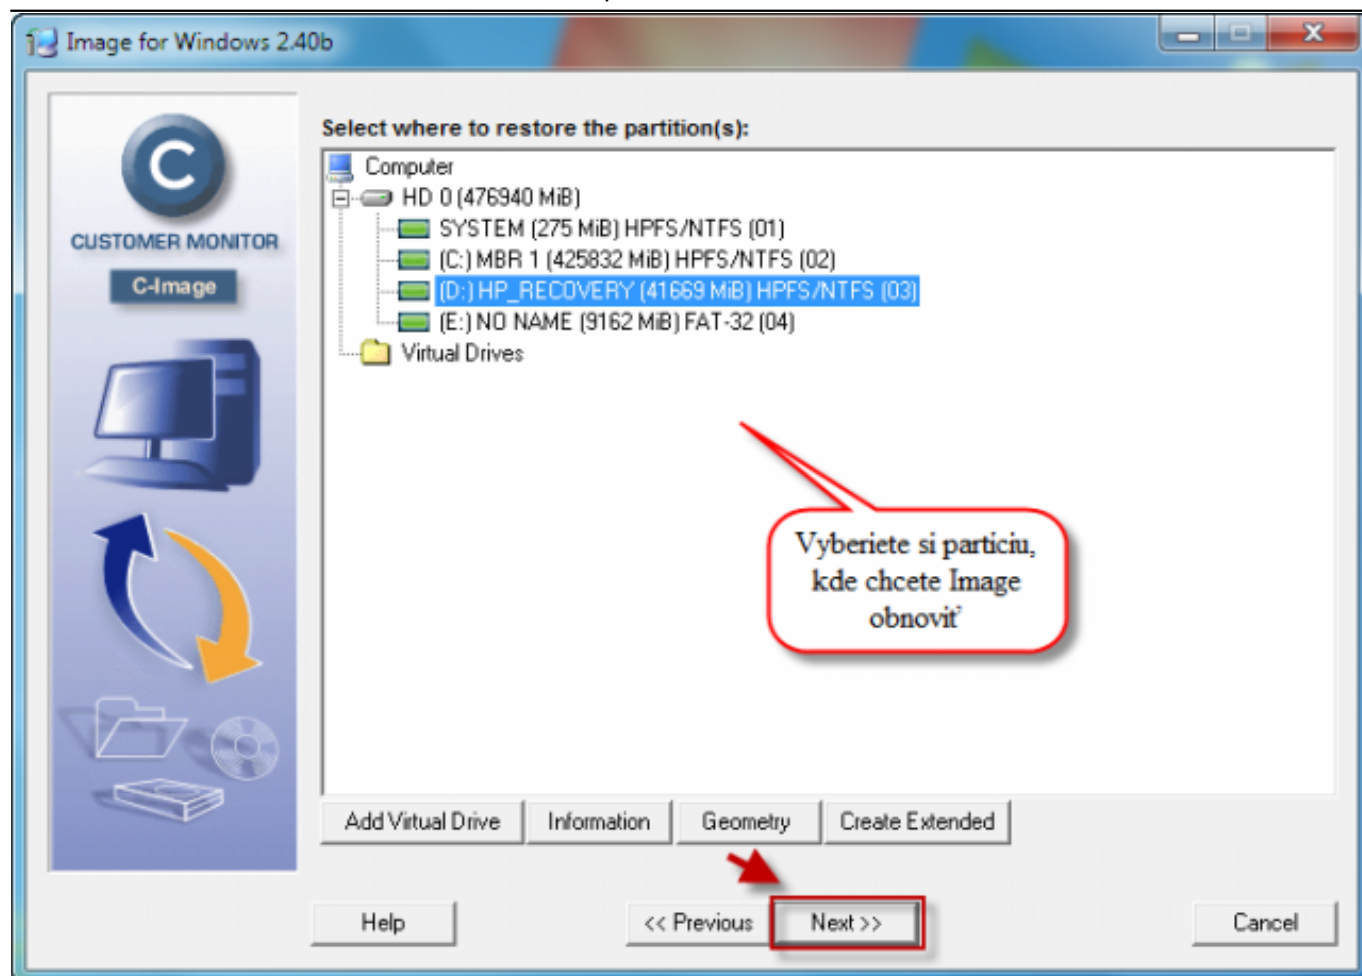 Image for Windows 2.40b
C
CUSTOMER MONITOR
C-Image
Select where to restore the partition(s):
Computer
HD 0 (476940 MiB)
SYSTEM (275 MiB) HPFS/NTFS (01)
(C:) MBR 1 (425832 MiB) HPFS/NTFS (02)
(D:) HP_RECOVERY (41669 MiB) HPFS/NTFS (03)
(E:) NO NAME (9162 MiB) FAT-32 (04)
Virtual Drives
Vyberiete si particiu,
kde chcete Image
obnoviť
Add Virtual Drive Information Geometry Create Extended
Help << Previous Next >> Cancel